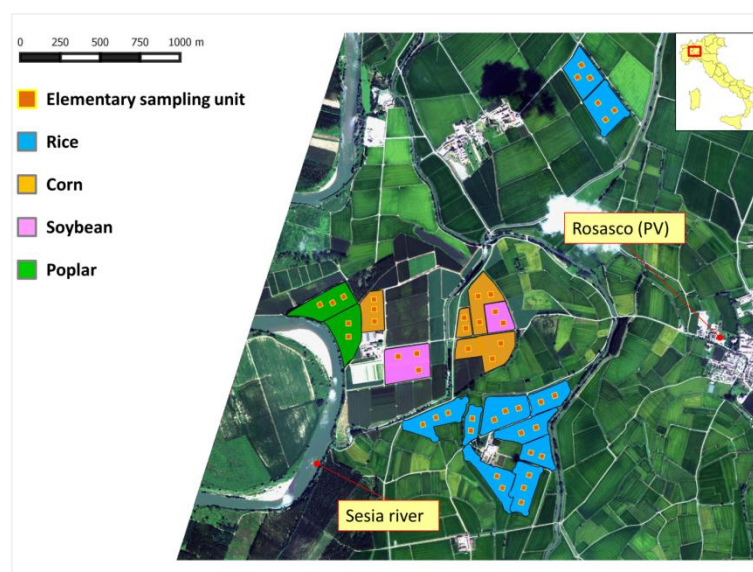 0 250 500 750 1000 m
Elementary sampling unit
Rice
Corn
Soybean
Poplar
Rosasco (PV)
Sesia river